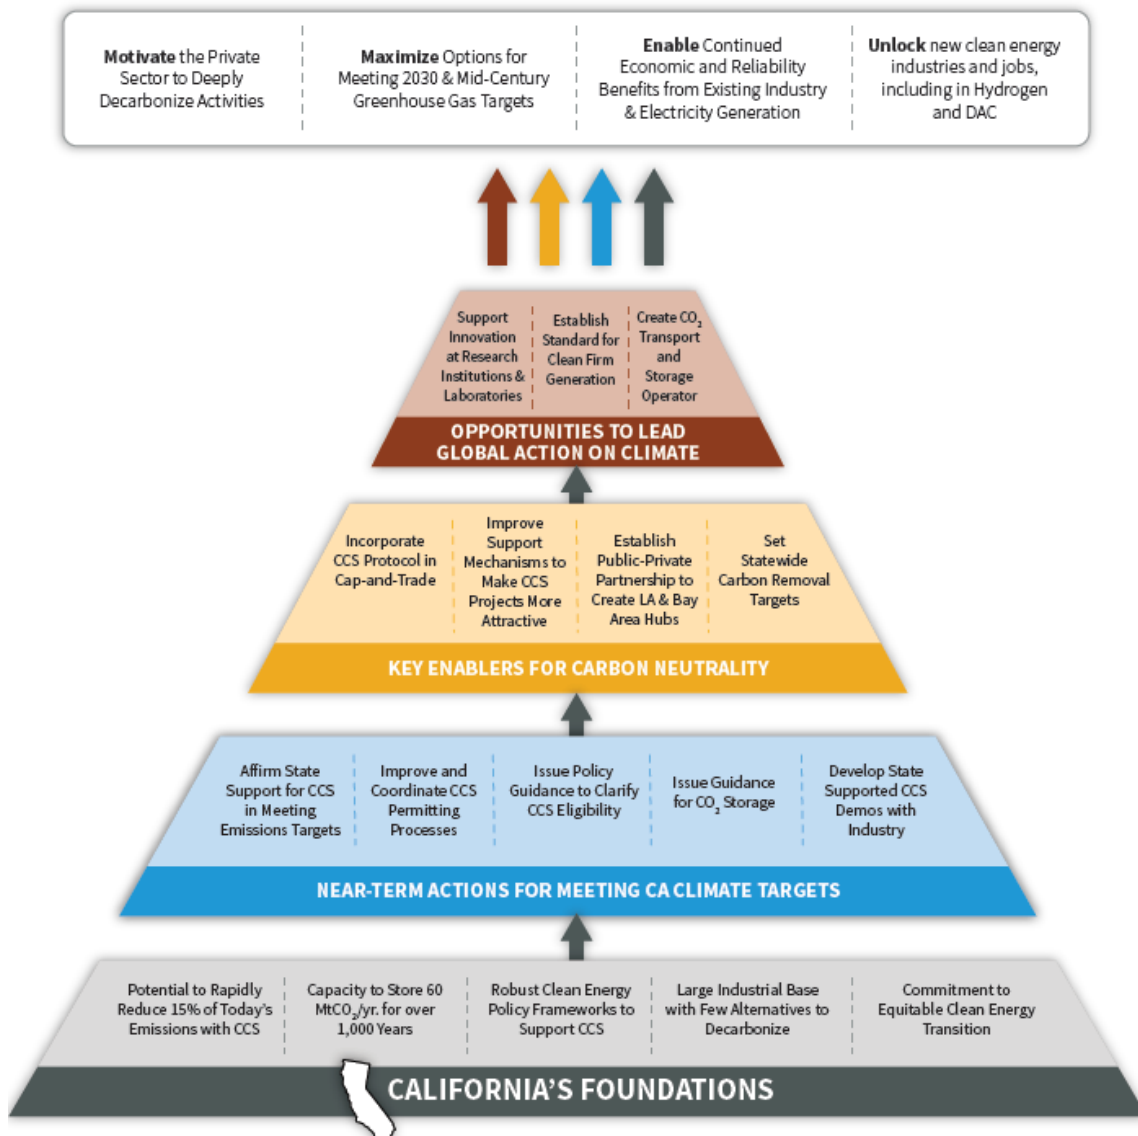 Motivate the Private
Sector to Deeply
Decarbonize Activities
Maximize Options for
Meeting 2030 & Mid-Century
Greenhouse Gas Targets
Enable Continued
Economic and Reliability
Benefits from Existing Industry
& Electricity Generation
Unlock new clean energy
industries and jobs,
including in Hydrogen
and DAC
Support
Innovation
at Research
Institutions &
Laboratories
Establish
Standard for
Clean Firm
Generation
Create CO₂
Transport
and
Storage
Operator
OPPORTUNITIES TO LEAD
GLOBAL ACTION ON CLIMATE
Incorporate
CCS Protocol in
Cap-and-Trade
Improve
Support
Mechanisms to
Make CCS
Projects More
Attractive
Establish
Public-Private
Partnership to
Create LA & Bay
Area Hubs
Set
Statewide
Carbon Removal
Targets
KEY ENABLERS FOR CARBON NEUTRALITY
Affirm State
Support for CCS
in Meeting
Emissions Targets
Improve and
Coordinate CCS
Permitting
Processes
Issue Policy
Guidance to Clarify
CCS Eligibility
Issue Guidance
for CO₂ Storage
Develop State
Supported CCS
Demos with
Industry
NEAR-TERM ACTIONS FOR MEETING CA CLIMATE TARGETS
Potential to Rapidly
Reduce 15% of Today's
Emissions with CCS
Capacity to Store 60
MtCO₂/yr. for over
1,000 Years
Robust Clean Energy
Policy Frameworks to
Support CCS
Large Industrial Base
with Few Alternatives to
Decarbonize
Commitment to
Equitable Clean Energy
Transition
CALIFORNIA'S FOUNDATIONS